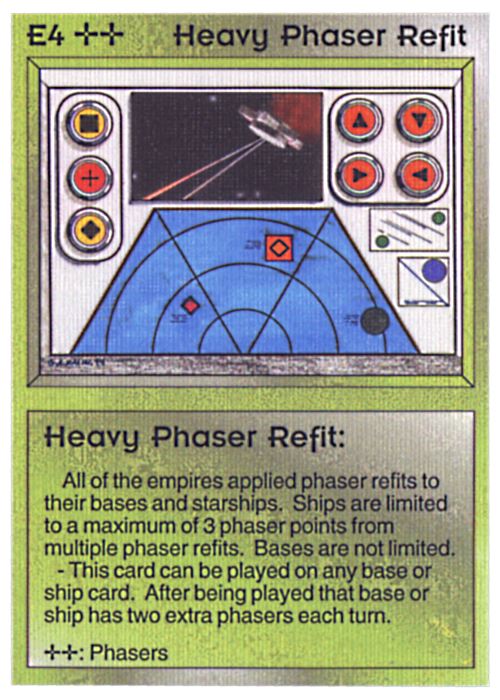 E4 ✢✢ Heavy Phaser Refit
Heavy Phaser Refit:
All of the empires applied phaser refits to
their bases and starships. Ships are limited
to a maximum of 3 phaser points from
multiple phaser refits. Bases are not limited.
- This card can be played on any base or
ship card. After being played that base or
ship has two extra phasers each turn.
✢✢: Phasers